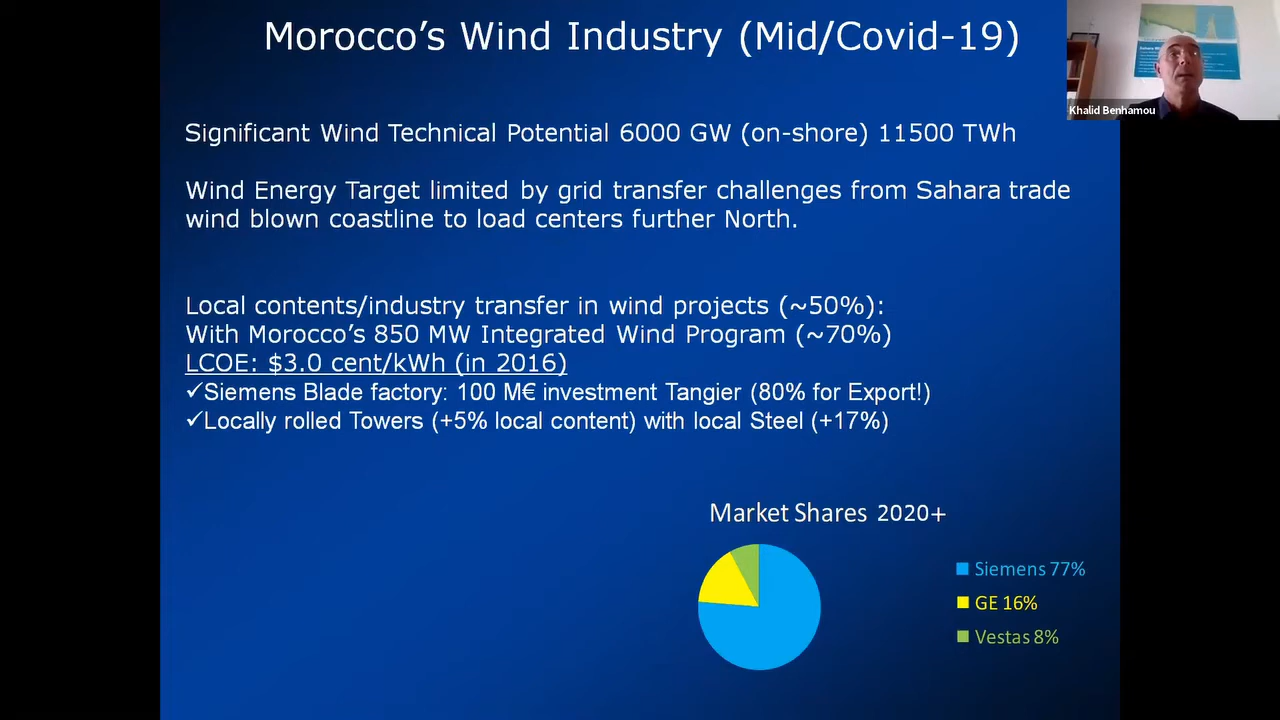 Morocco's Wind Industry (Mid/Covid-19)
Khalid Benhamou
Significant Wind Technical Potential 6000 GW (on-shore) 11500 TWh
Wind Energy Target limited by grid transfer challenges from Sahara trade
wind blown coastline to load centers further North.
Local contents/industry transfer in wind projects (~50%):
With Morocco's 850 MW Integrated Wind Program (~70%)
LCOE: $3.0 cent/kWh (in 2016)
✓Siemens Blade factory: 100 M€ investment Tangier (80% for Export!)
✓Locally rolled Towers (+5% local content) with local Steel (+17%)
Market Shares 2020+
Siemens 77%
GE 16%
Vestas 8%